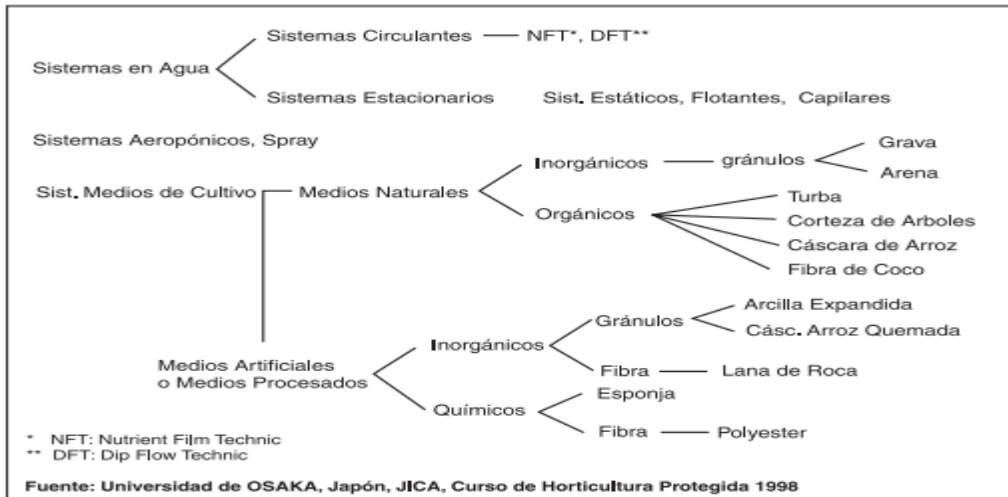 Sistemas Circulantes NFT*, DFT**
Sistemas en Agua
Sistemas Estacionarios Sist. Estáticos, Flotantes, Capilares
Sistemas Aeropónicos, Spray
Grava
Inorgánicos gránulos
Arena
Sist. Medios de Cultivo Medios Naturales
Turba
Orgánicos
Corteza de Arboles
Cáscara de Arroz
Fibra de Coco
Arcilla Expandida
Gránulos
Cásc. Arroz Quemada
Inorgánicos
Medios Artificiales
o Medios Procesados
Fibra Lana de Roca
Esponja
Químicos
Fibra Polyester
* NFT: Nutrient Film Technic
** DFT: Dip Flow Technic
Fuente: Universidad de OSAKA, Japón, JICA, Curso de Horticultura Protegida 1998